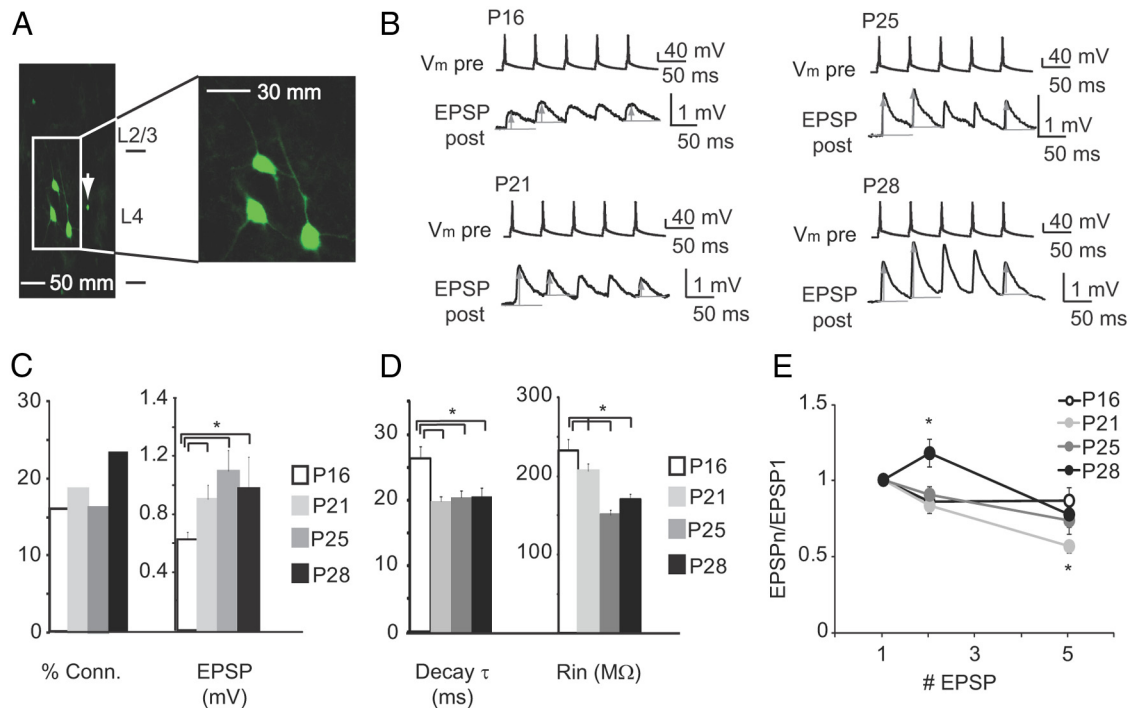 A
30 mm
L2/3
L4
50 mm
B
P16
Vm pre
40 mV
50 ms
EPSP
post
1 mV
50 ms
P25
Vm pre
40 mV
50 ms
EPSP
post
1 mV
50 ms
P21
Vm pre
40 mV
50 ms
EPSP
post
1 mV
50 ms
P28
Vm pre
40 mV
50 ms
EPSP
post
1 mV
50 ms
C
30
20
10
0
% Conn.
1.4
1.2
0.8
0.4
*
EPSP
(mV)
P16
P21
P25
P28
D
30
20
10
0
*
Decay τ
(ms)
300
200
100
*
Rin (MΩ)
P16
P21
P25
P28
E
EPSPn/EPSP1
1.5
1
0.5
0
*
*
1
3
5
# EPSP
P16
P21
P25
P28